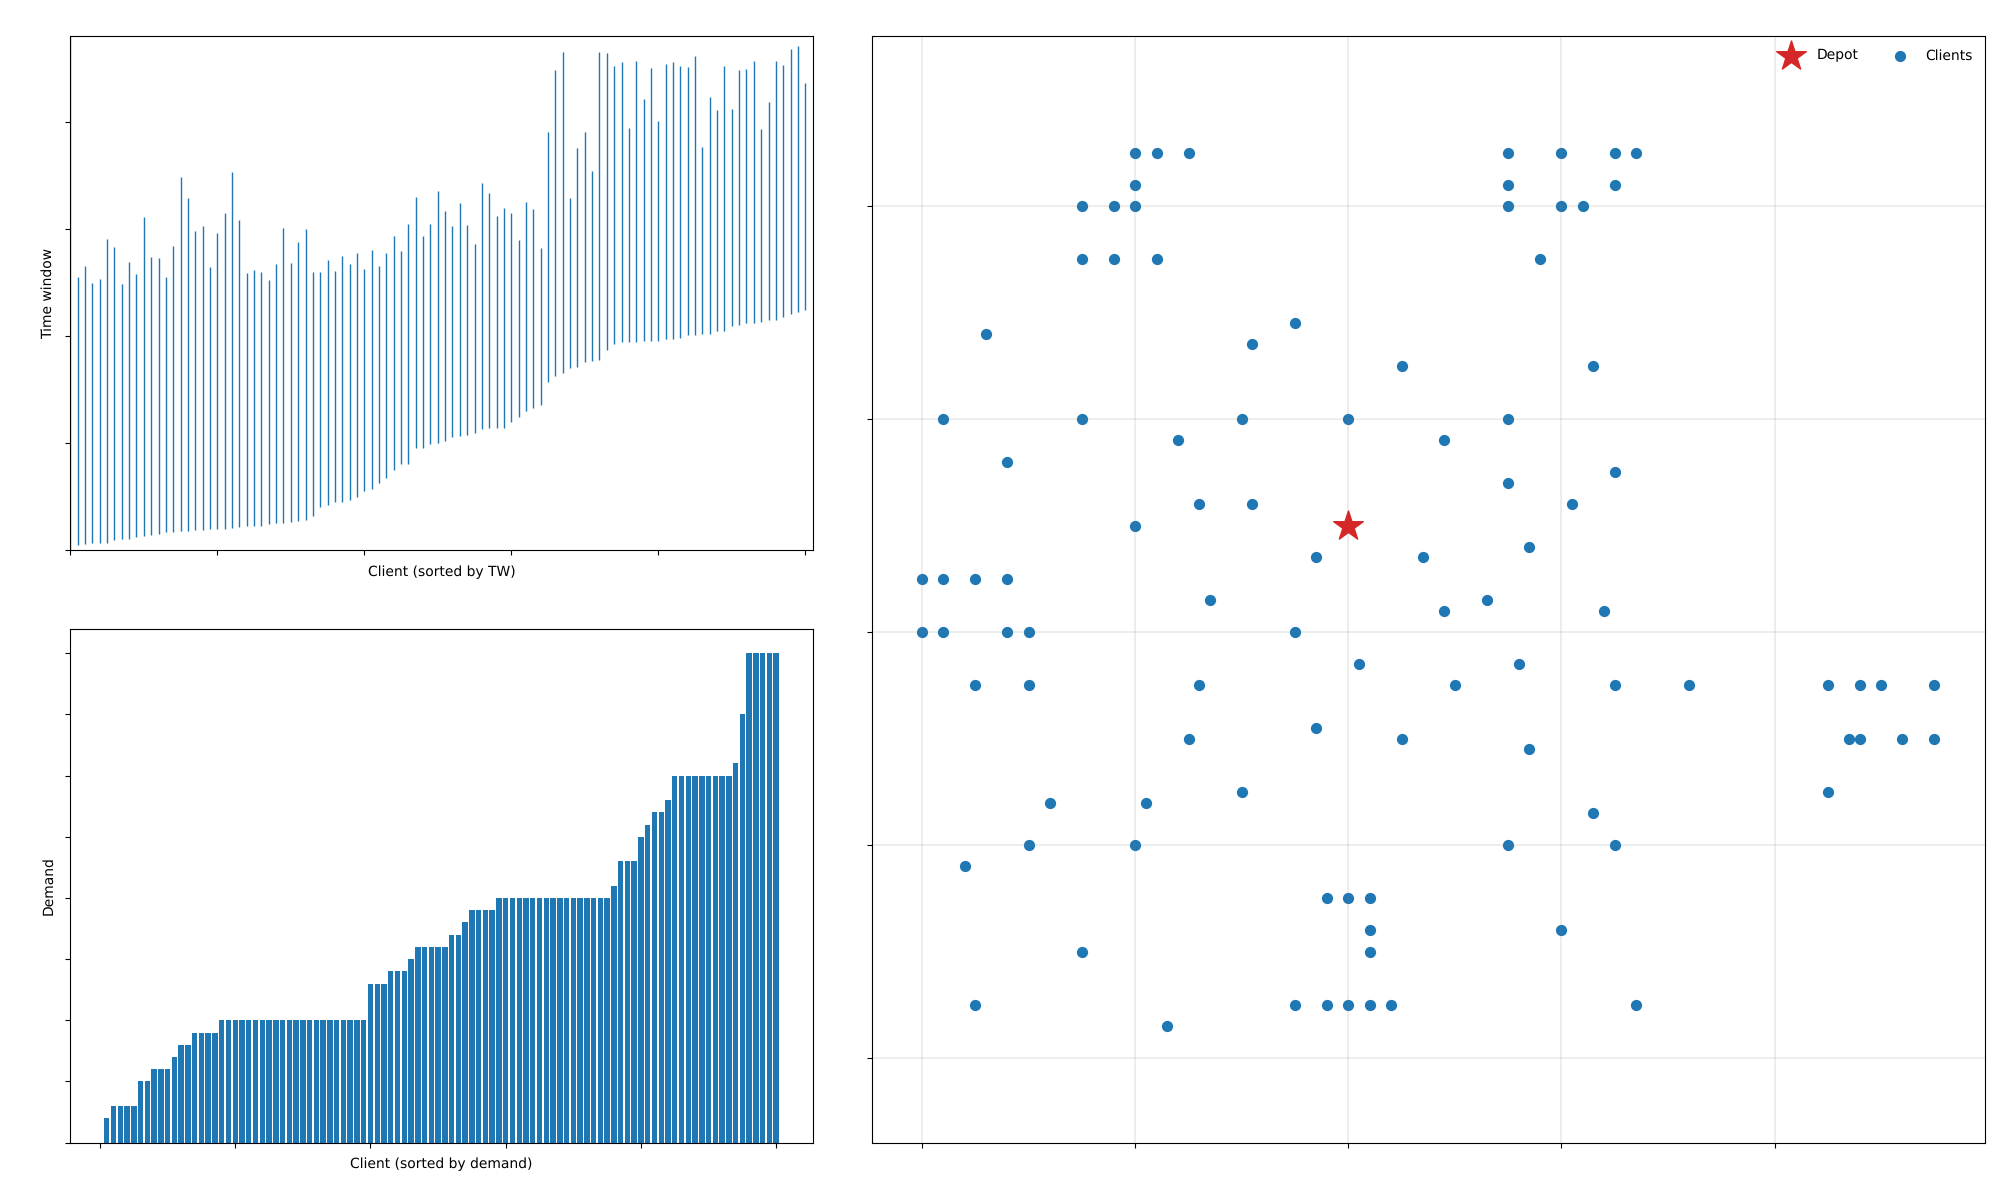 Time window
Client (sorted by TW)
Demand
Client (sorted by demand)
Depot
Clients